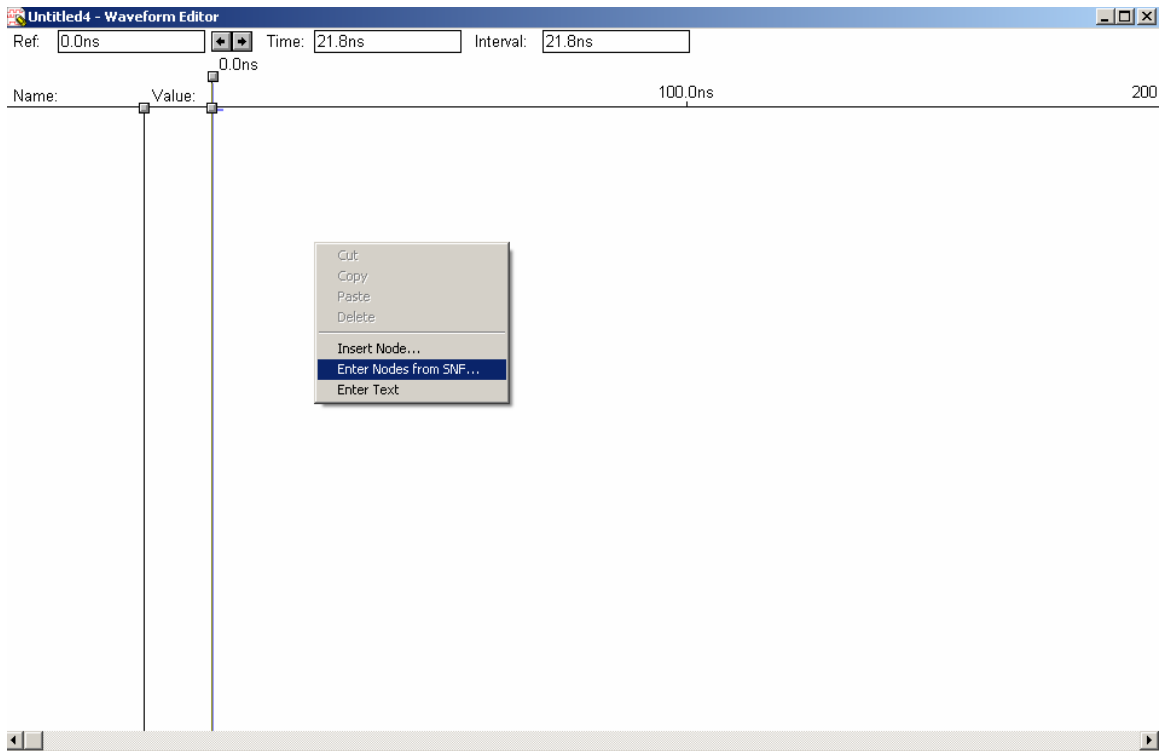 Untitled4 - Waveform Editor
Ref: 0.0ns Time: 21.8ns Interval: 21.8ns
0.0ns
Name: Value: 100.0ns 200
Cut
Copy
Paste
Delete
Insert Node...
Enter Nodes from SNF...
Enter Text